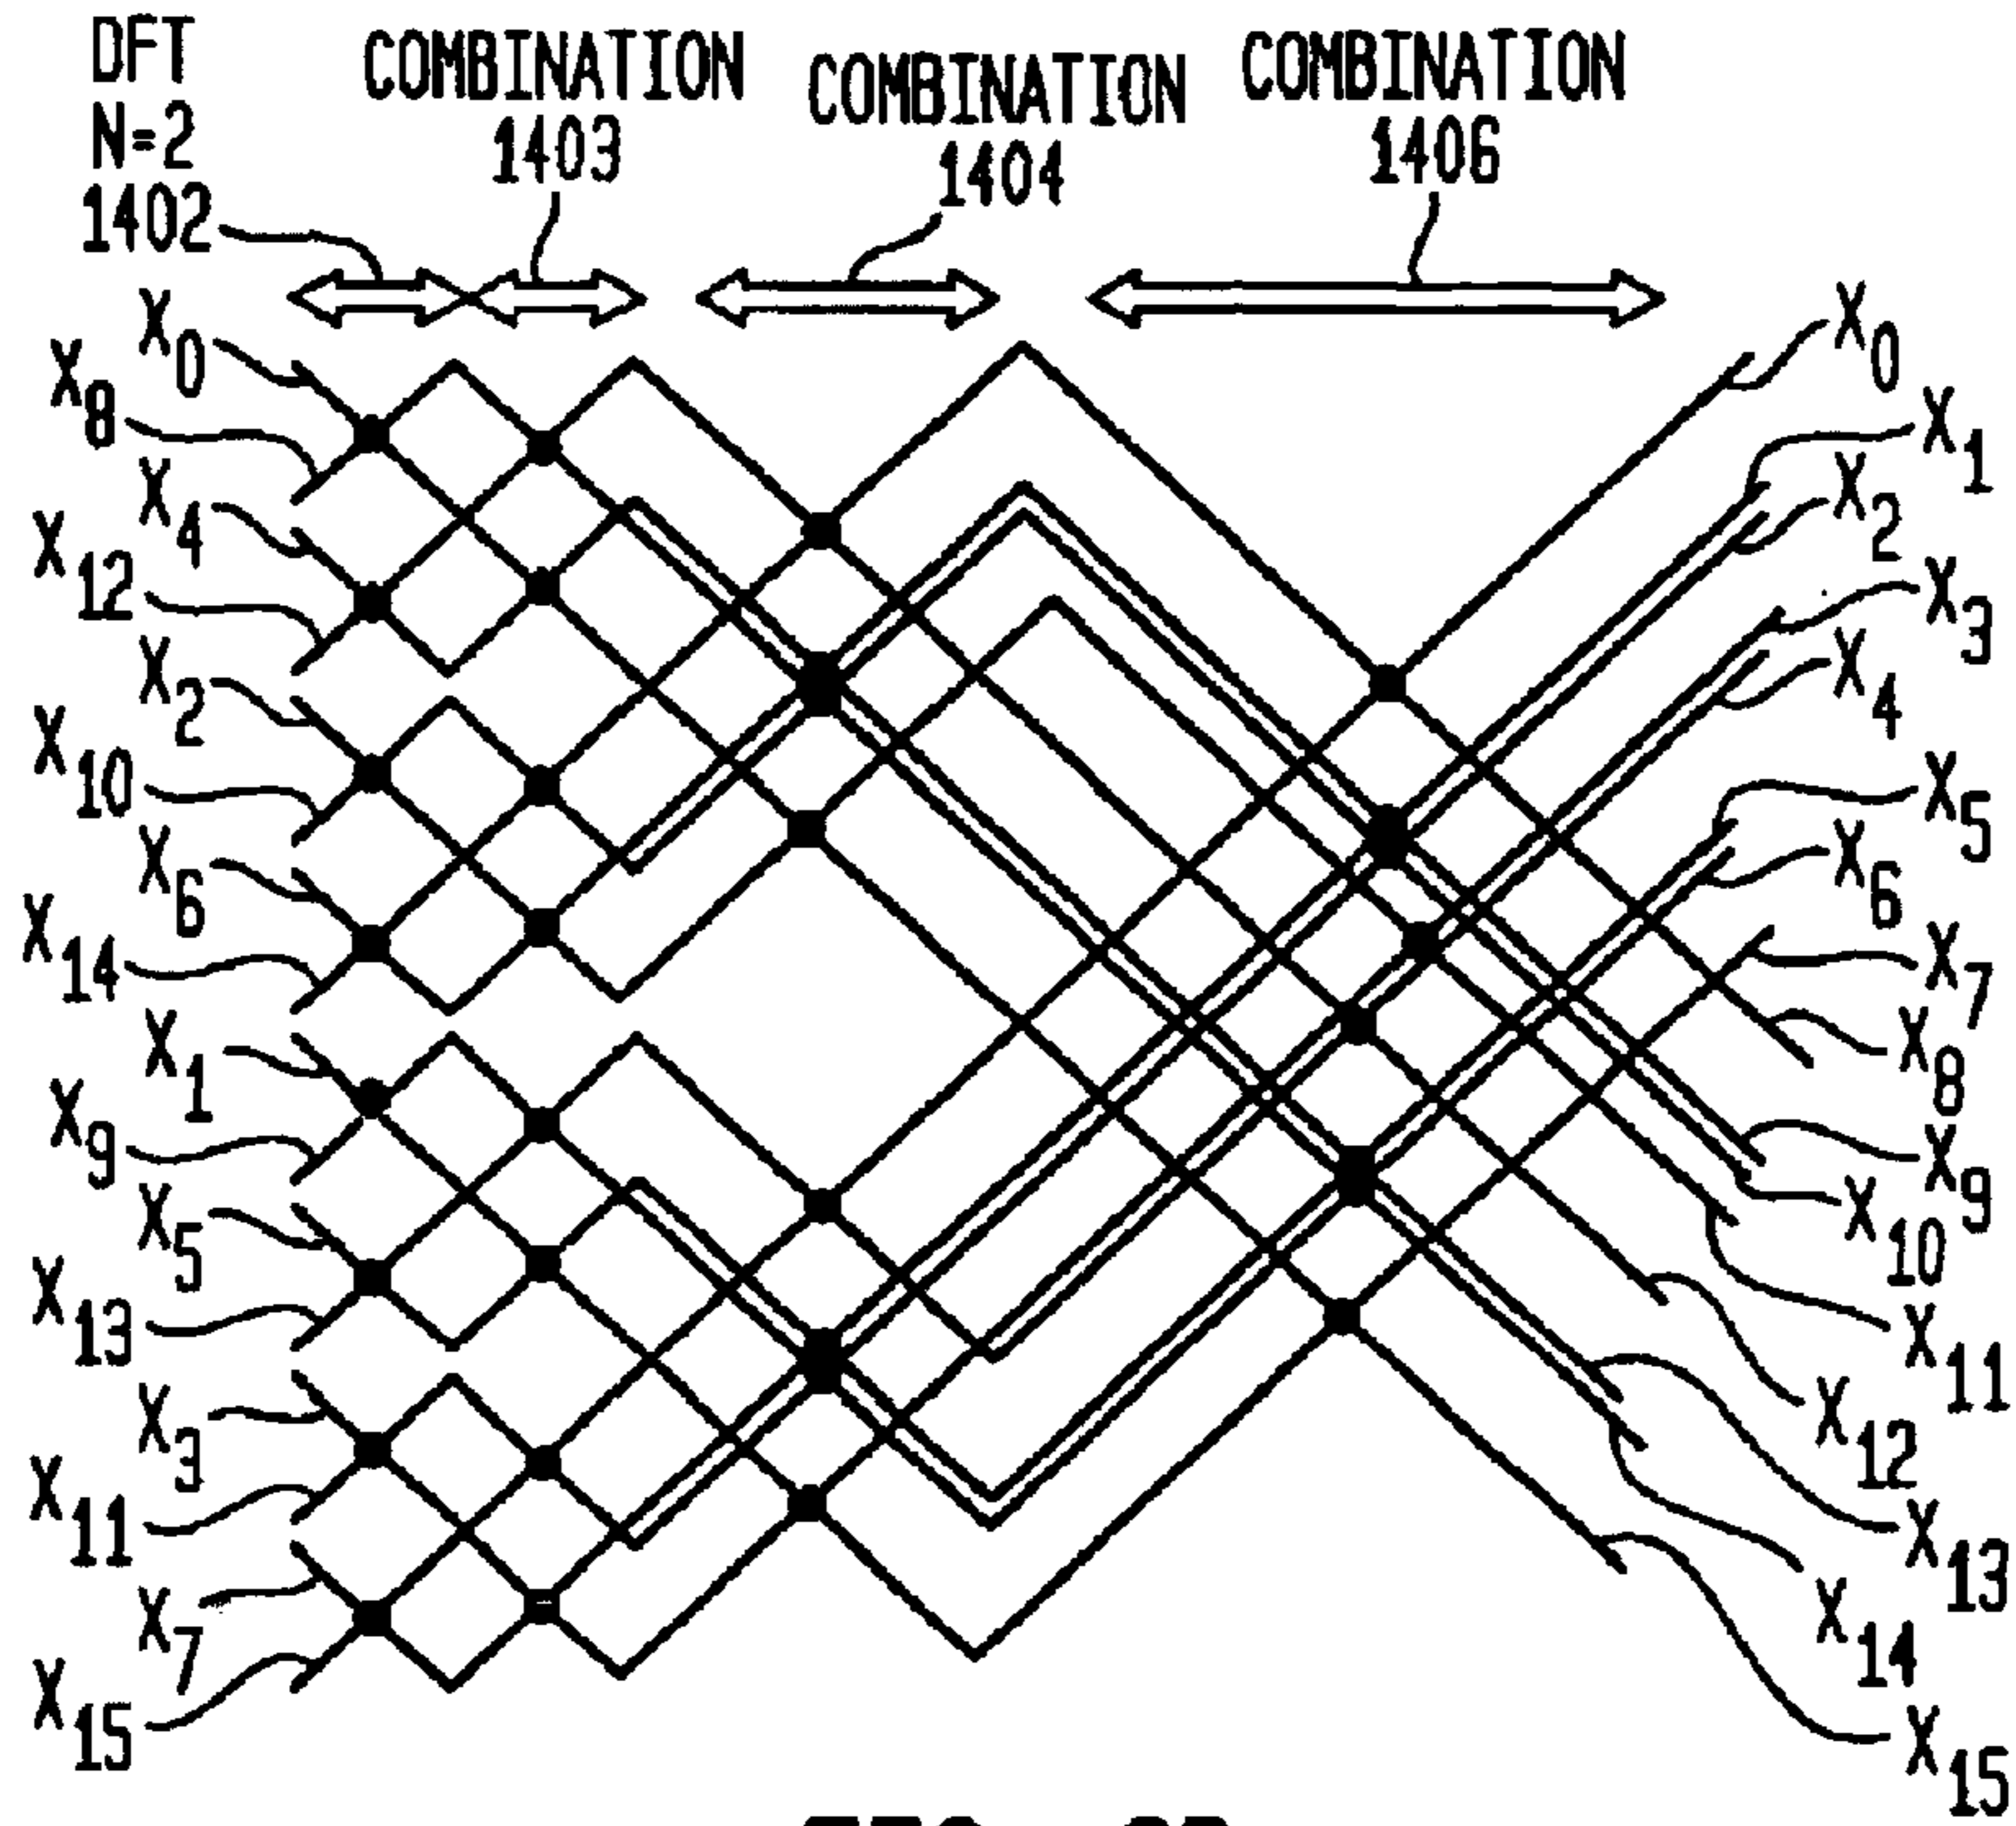 DFT
N=2
1402
COMBINATION
1403
COMBINATION
1404
COMBINATION
1406
X0
X8
X4
X12
X2
X10
X6
X14
X1
X9
X5
X13
X3
X11
X7
X15
X0
X1
X2
X3
X4
X5
X6
X7
X8
X9
X10
X11
X12
X13
X14
X15